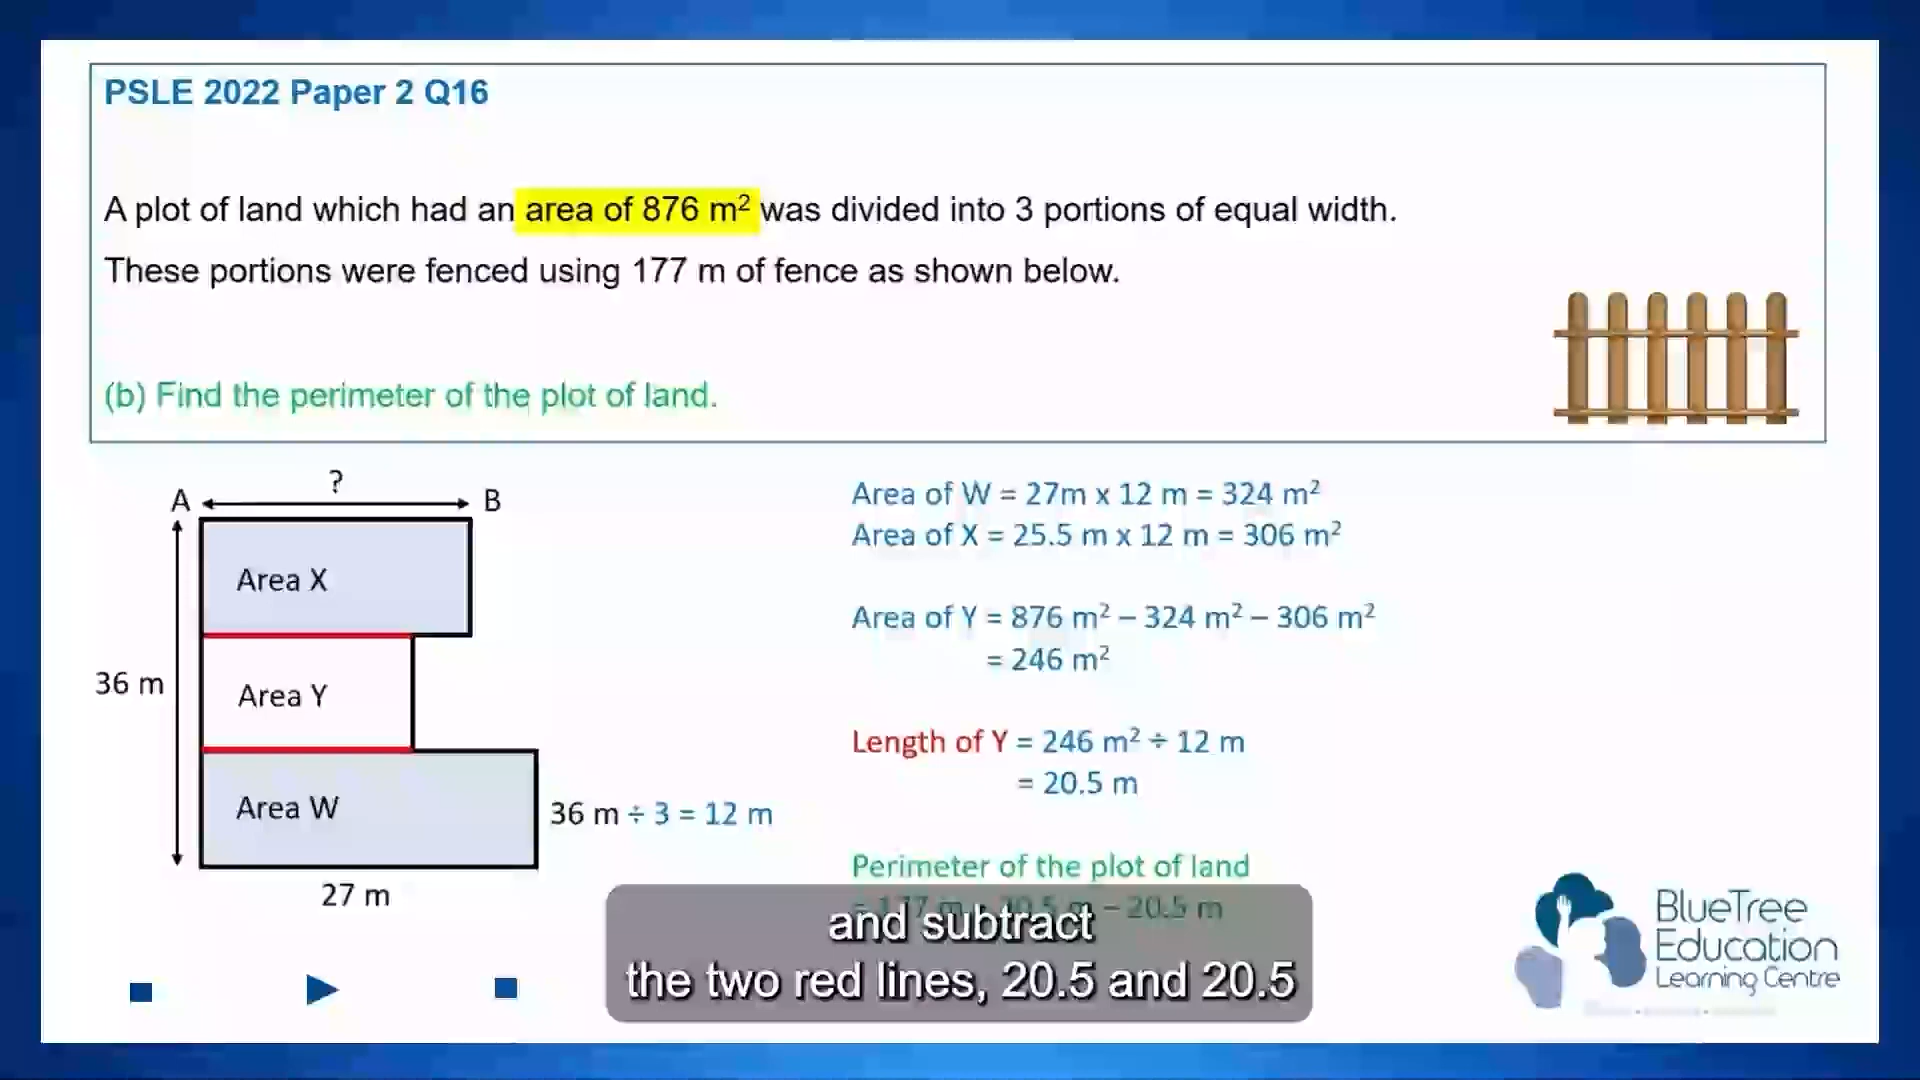 PSLE 2022 Paper 2 Q16
A plot of land which had an area of 876 m² was divided into 3 portions of equal width.
These portions were fenced using 177 m of fence as shown below.
(b) Find the perimeter of the plot of land.
?
A B
Area X
36 m
Area Y
Area W
36 m ÷ 3 = 12 m
27 m
Area of W = 27m x 12 m = 324 m²
Area of X = 25.5 m x 12 m = 306 m²
Area of Y = 876 m² – 324 m² – 306 m²
= 246 m²
Length of Y = 246 m² ÷ 12 m
= 20.5 m
Perimeter of the plot of land
= 177 m – 20.5 m – 20.5 m
and subtract
the two red lines, 20.5 and 20.5
BlueTree
Education
Learning Centre